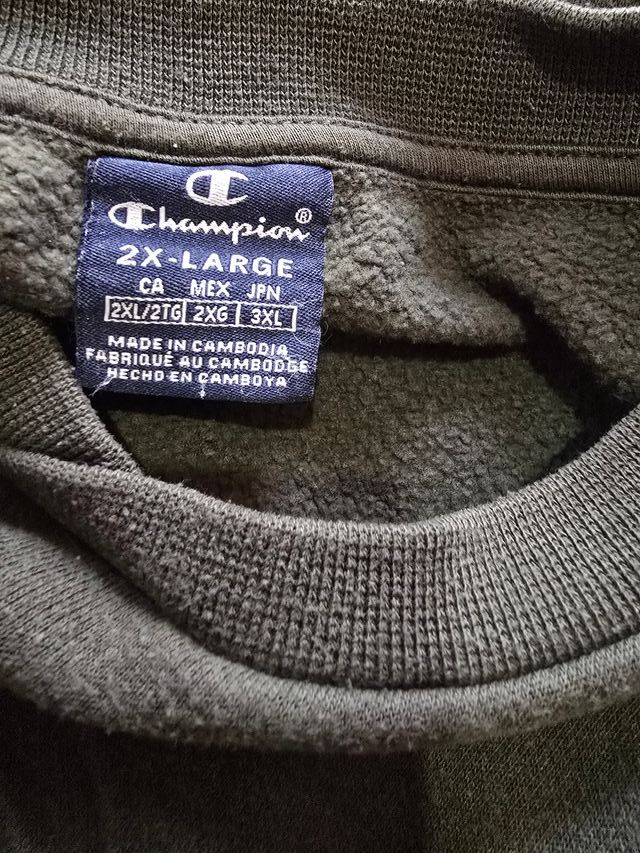 Champion®
2X-LARGE
CA MEX JPN
2XL/2TG 2XG 3XL
MADE IN CAMBODIA
FABRIQUÉ AU CAMBODGE
HECHO EN CAMBOYA